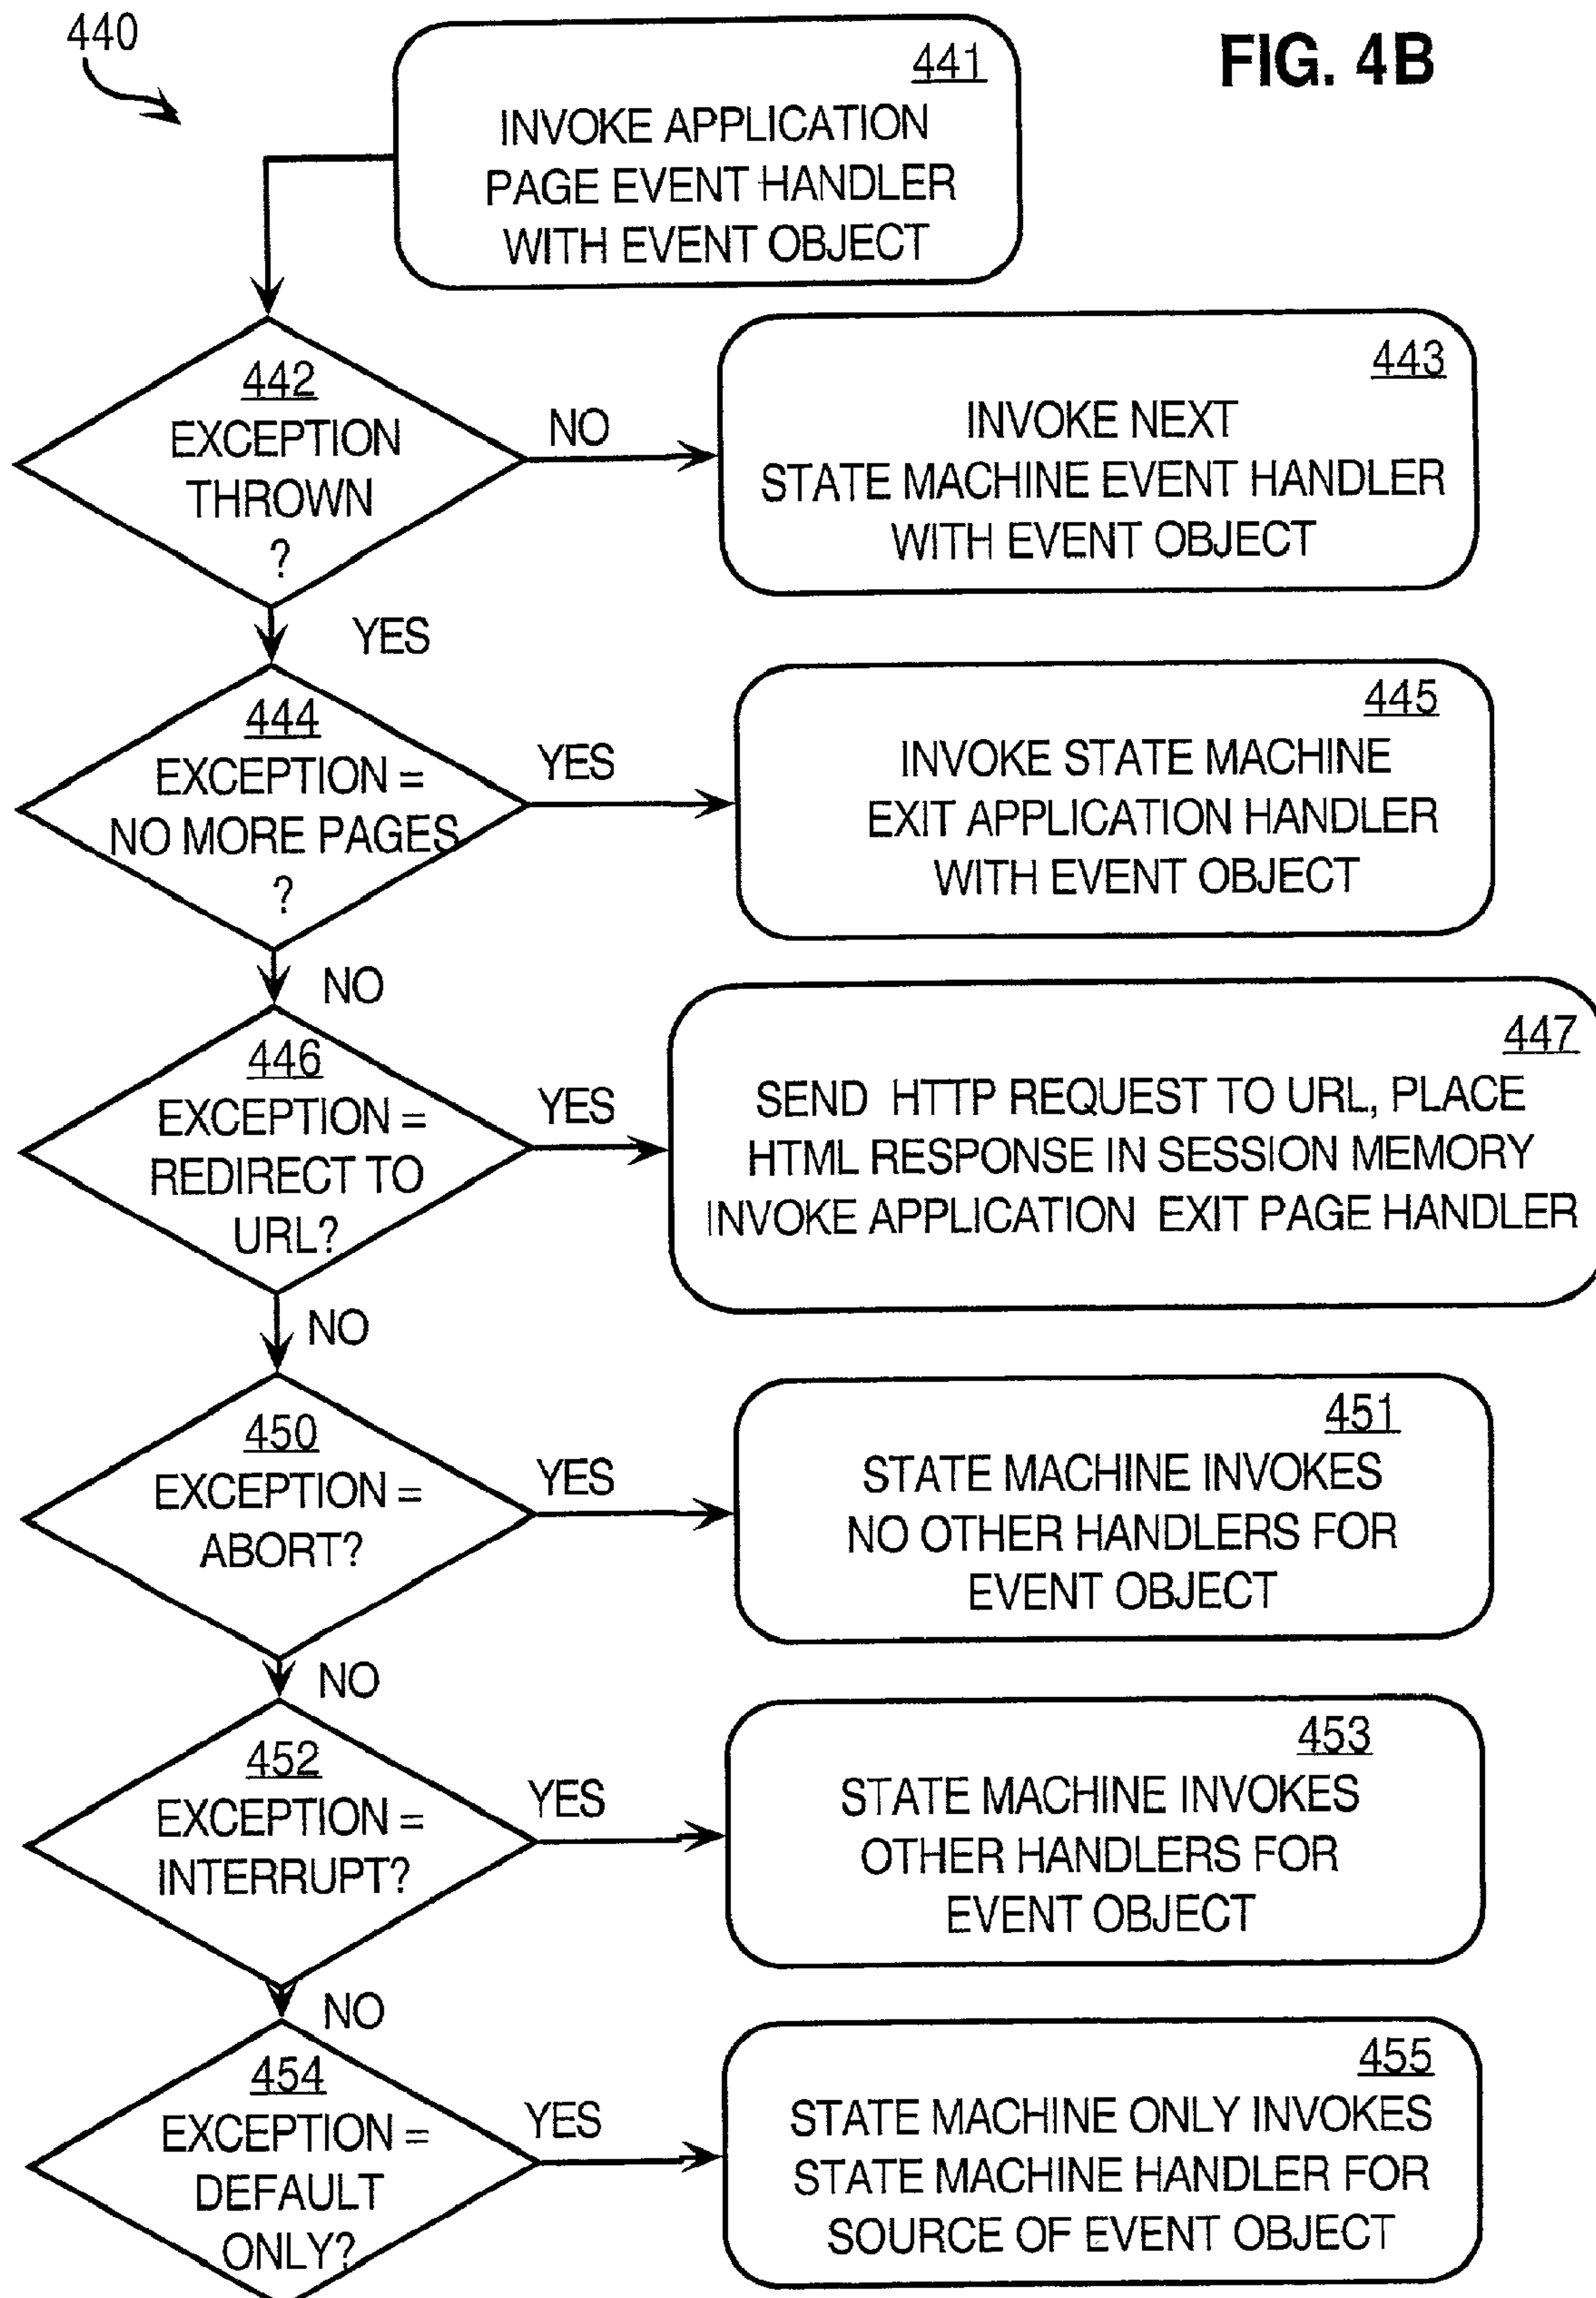 440
FIG. 4B
441
INVOKE APPLICATION
PAGE EVENT HANDLER
WITH EVENT OBJECT
442
EXCEPTION
THROWN
?
NO
443
INVOKE NEXT
STATE MACHINE EVENT HANDLER
WITH EVENT OBJECT
YES
444
EXCEPTION =
NO MORE PAGES
?
YES
445
INVOKE STATE MACHINE
EXIT APPLICATION HANDLER
WITH EVENT OBJECT
NO
446
EXCEPTION =
REDIRECT TO
URL?
YES
447
SEND HTTP REQUEST TO URL, PLACE
HTML RESPONSE IN SESSION MEMORY
INVOKE APPLICATION EXIT PAGE HANDLER
NO
450
EXCEPTION =
ABORT?
YES
451
STATE MACHINE INVOKES
NO OTHER HANDLERS FOR
EVENT OBJECT
NO
452
EXCEPTION =
INTERRUPT?
YES
453
STATE MACHINE INVOKES
OTHER HANDLERS FOR
EVENT OBJECT
NO
454
EXCEPTION =
DEFAULT
ONLY?
YES
455
STATE MACHINE ONLY INVOKES
STATE MACHINE HANDLER FOR
SOURCE OF EVENT OBJECT